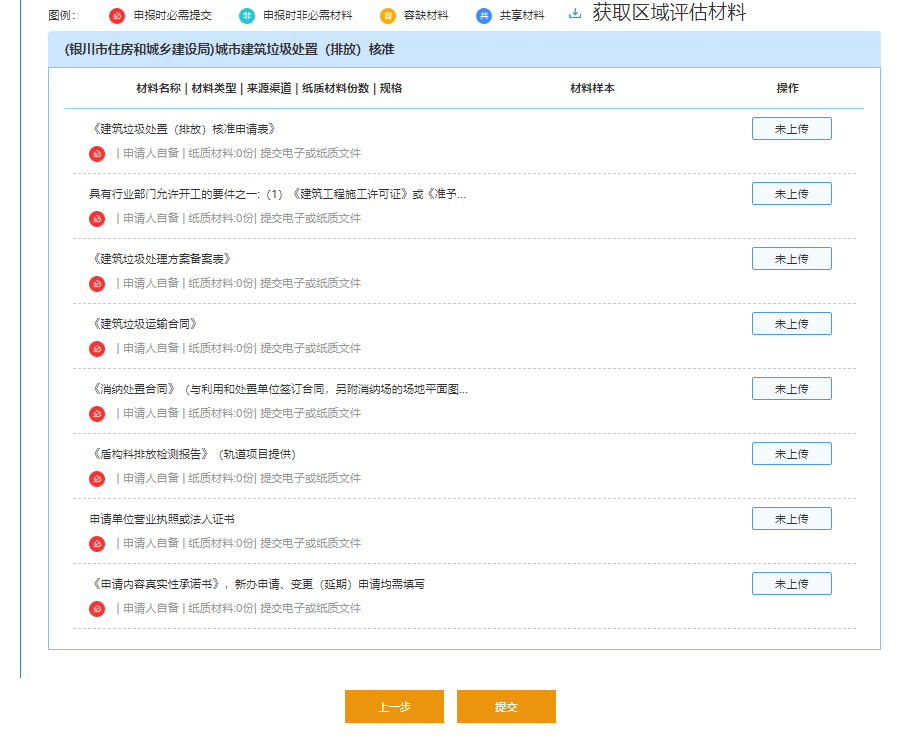 图例： 必 申报时必需提交 非 申报时非必需材料 容 容缺材料 共 共享材料 获取区域评估材料
(银川市住房和城乡建设局)城市建筑垃圾处置（排放）核准
材料名称 | 材料类型 | 来源渠道 | 纸质材料份数 | 规格 材料样本 操作
《建筑垃圾处置（排放）核准申请表》 未上传
必 | 申请人自备 | 纸质材料:0份| 提交电子或纸质文件
具有行业部门允许开工的要件之一:（1）《建筑工程施工许可证》或《准予... 未上传
必 | 申请人自备 | 纸质材料:0份| 提交电子或纸质文件
《建筑垃圾处理方案备案表》 未上传
必 | 申请人自备 | 纸质材料:0份| 提交电子或纸质文件
《建筑垃圾运输合同》 未上传
必 | 申请人自备 | 纸质材料:0份| 提交电子或纸质文件
《消纳处置合同》（与利用和处置单位签订合同，另附消纳场的场地平面图... 未上传
必 | 申请人自备 | 纸质材料:0份| 提交电子或纸质文件
《盾构料排放检测报告》（轨道项目提供） 未上传
必 | 申请人自备 | 纸质材料:0份| 提交电子或纸质文件
申请单位营业执照或法人证书 未上传
必 | 申请人自备 | 纸质材料:0份| 提交电子或纸质文件
《申请内容真实性承诺书》，新办申请、变更（延期）申请均需填写 未上传
必 | 申请人自备 | 纸质材料:0份| 提交电子或纸质文件
上一步 提交